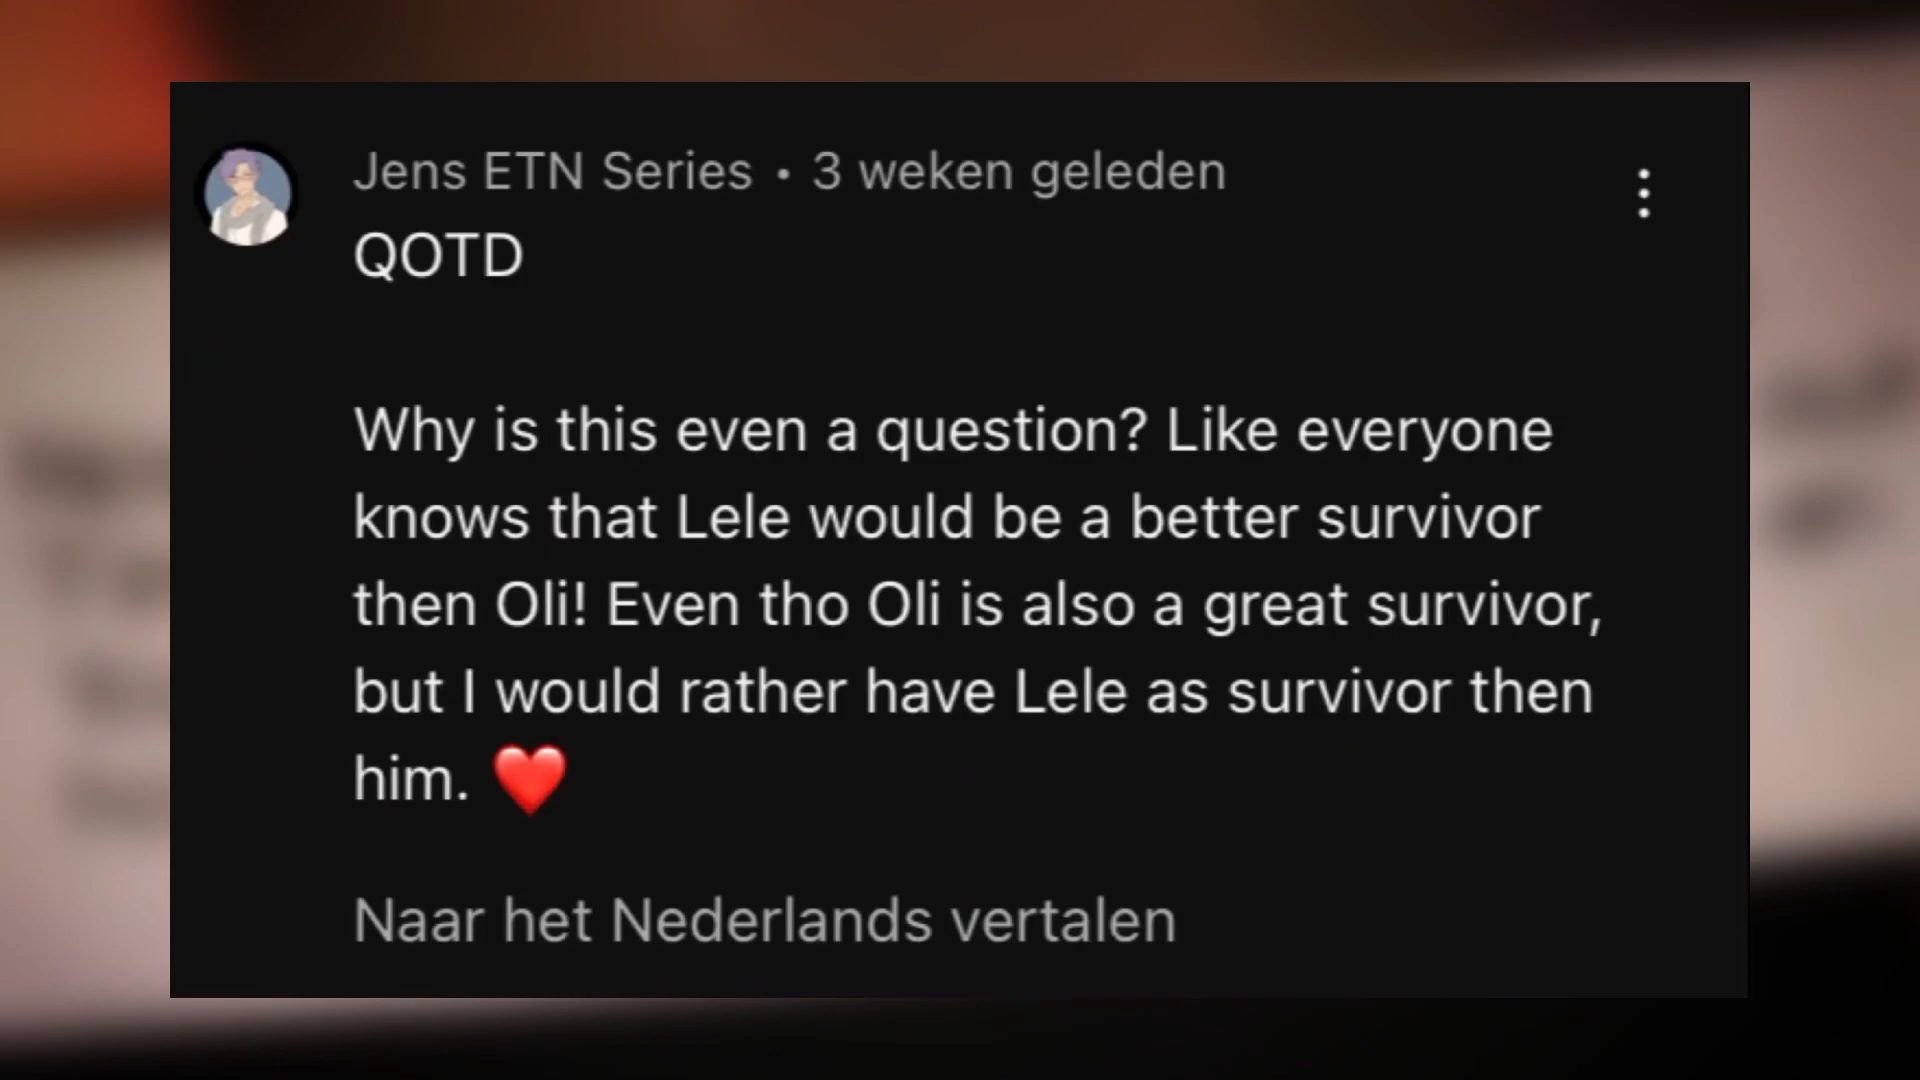 Jens ETN Series • 3 weken geleden
QOTD
Why is this even a question? Like everyone
knows that Lele would be a better survivor
then Oli! Even tho Oli is also a great survivor,
but I would rather have Lele as survivor then
him. ❤️
Naar het Nederlands vertalen